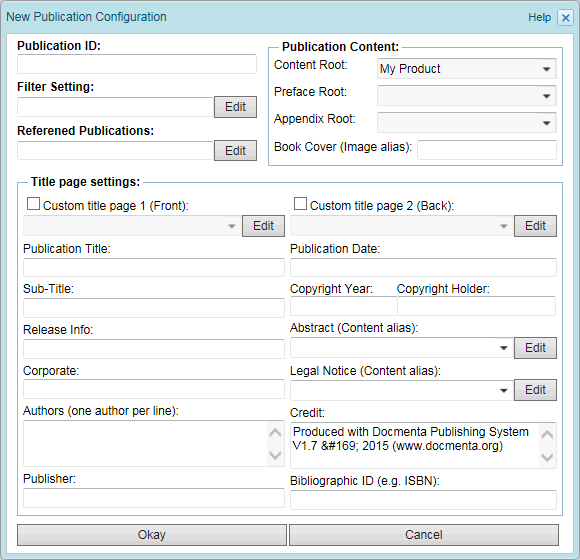 New Publication Configuration
Help
Publication ID:
Filter Setting:
Edit
Referened Publications:
Edit
Publication Content:
Content Root: My Product
Preface Root:
Appendix Root:
Book Cover (Image alias):
Title page settings:
Custom title page 1 (Front):
Edit
Custom title page 2 (Back):
Edit
Publication Title:
Publication Date:
Sub-Title:
Copyright Year: Copyright Holder:
Release Info:
Abstract (Content alias):
Edit
Corporate:
Legal Notice (Content alias):
Edit
Authors (one author per line):
Credit:
Produced with Docmenta Publishing System
V1.7 &#169; 2015 (www.docmenta.org)
Publisher:
Bibliographic ID (e.g. ISBN):
Okay
Cancel